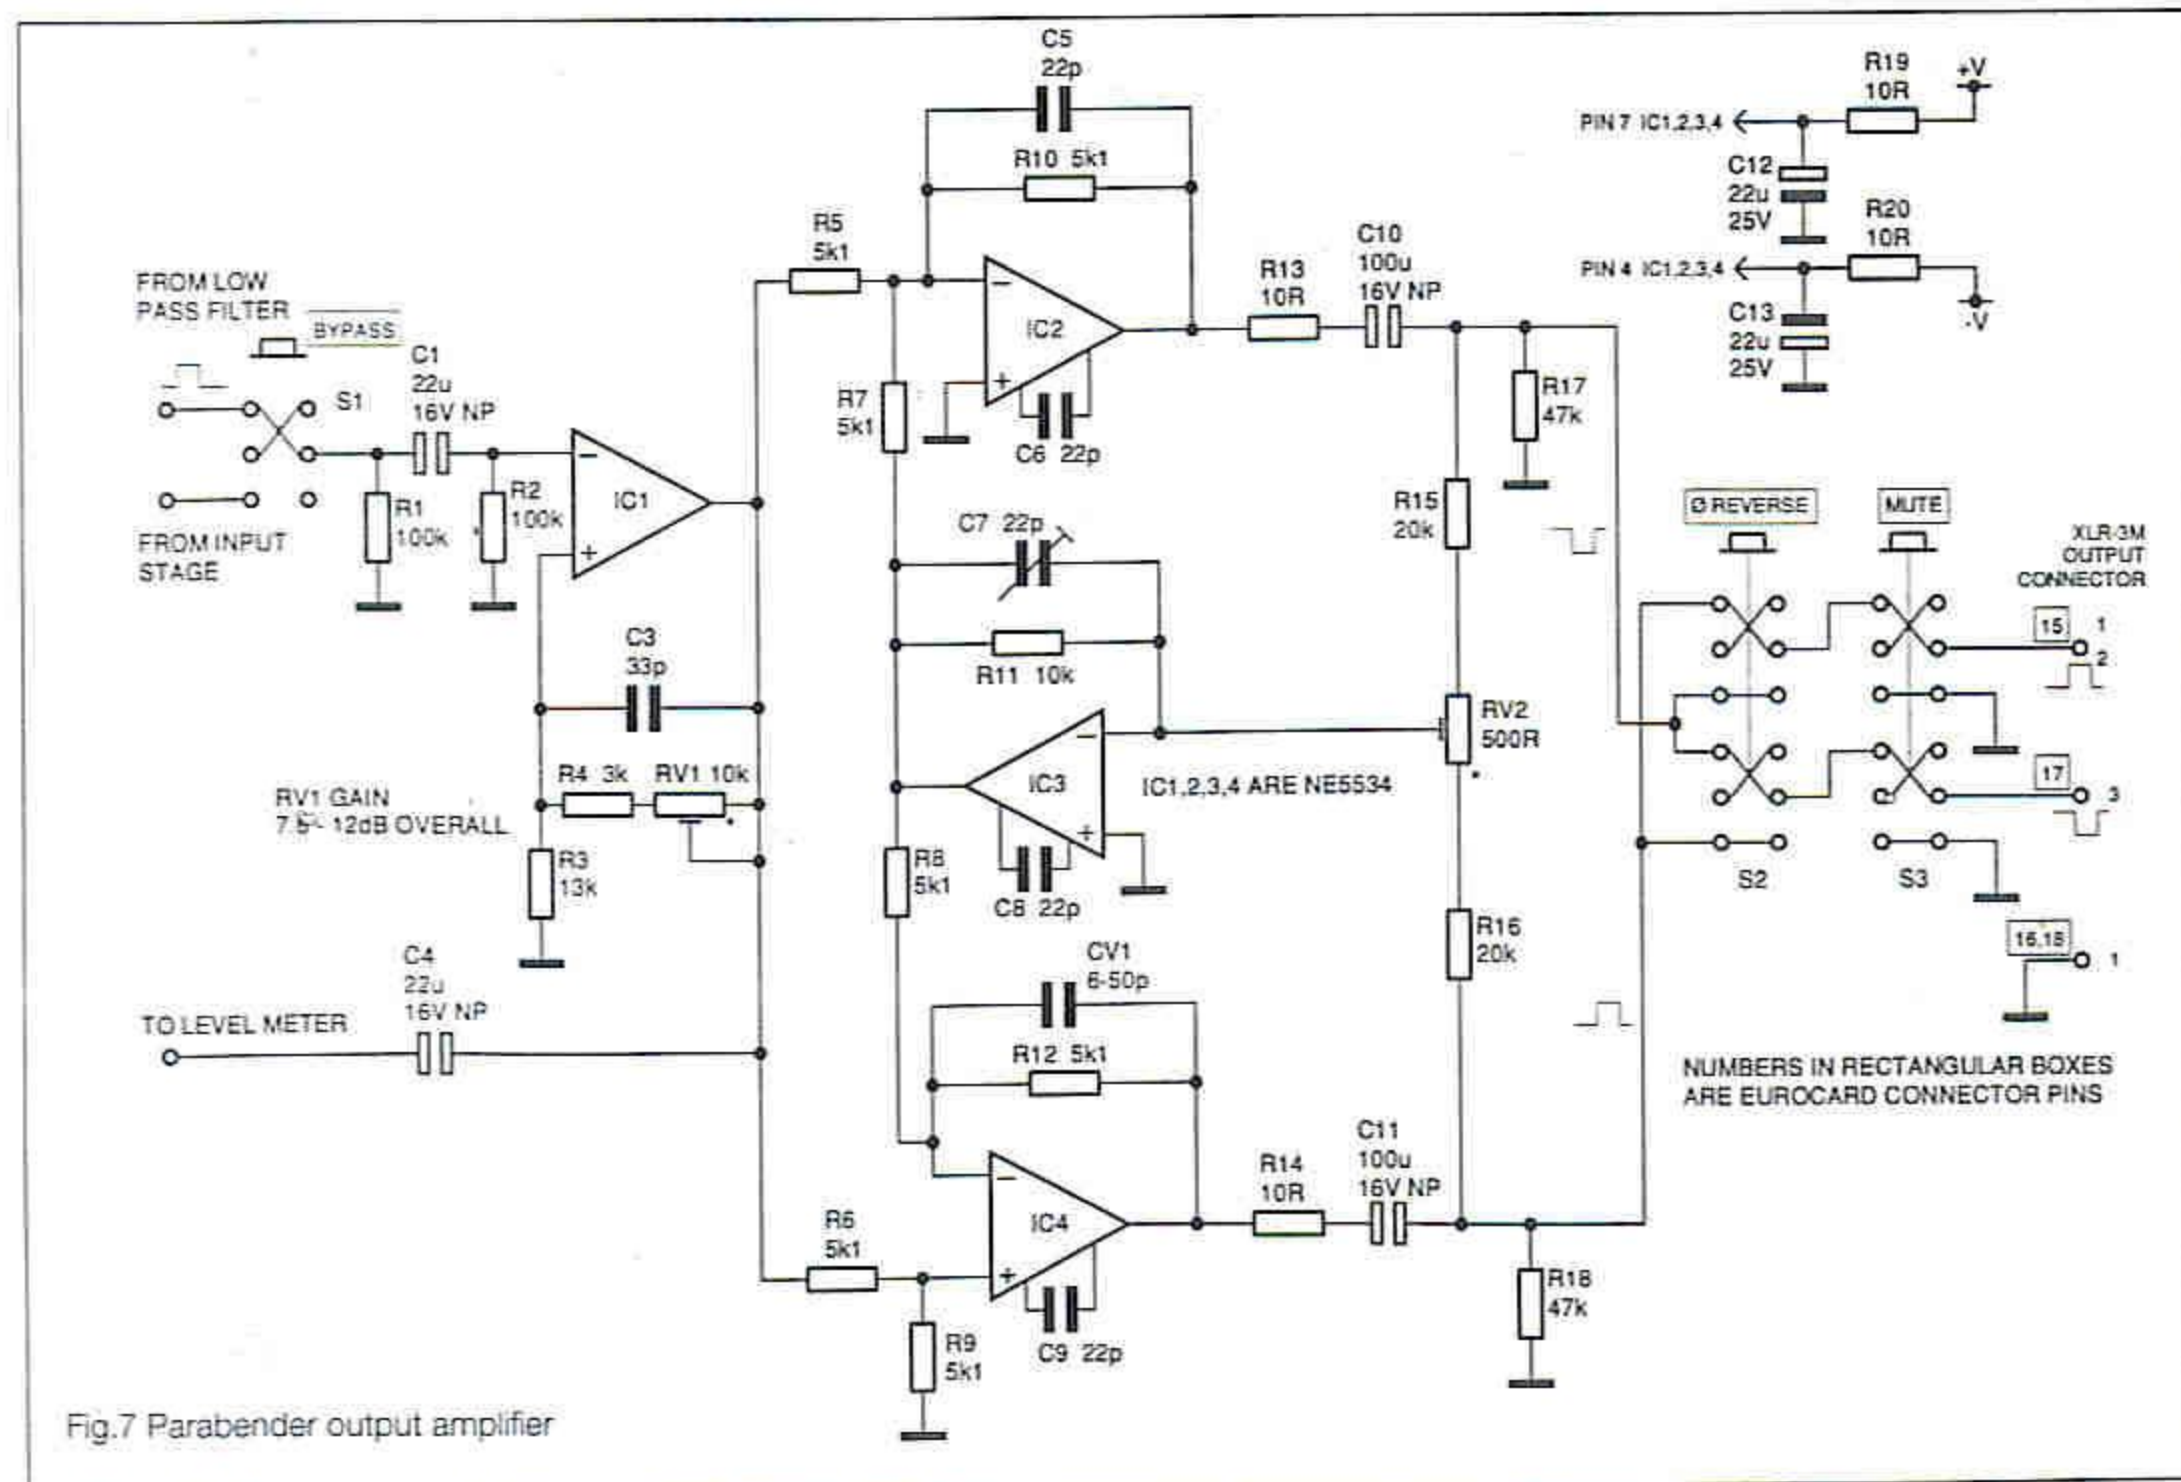 C5
22p
R10 5k1
R5
5k1
FROM LOW
PASS FILTER
BYPASS
C1
22u
16V NP
S1
R1
100k
R2
100k
FROM INPUT
STAGE
−
IC1
+
C3
33p
R4 3k
RV1 10k
RV1 GAIN
12dB OVERALL
R3
13k
C4
22u
16V NP
TO LEVEL METER
R7
5k1
−
IC2
+
C6 22p
R13
10R
C10
100u
16V NP
R17
47k
R15
20k
C7 22p
R11 10k
−
IC3
+
C8 22p
IC1,2,3,4 ARE NE5534
RV2
500R
R8
5k1
R16
20k
CV1
6-50p
R12 5k1
−
IC4
+
C9 22p
R6
5k1
R9
5k1
R14
10R
C11
100u
16V NP
R18
47k
R19
10R
+V
PIN 7 IC1,2,3,4
C12
22u
25V
R20
10R
PIN 4 IC1,2,3,4
-V
C13
22u
25V
Ø REVERSE
MUTE
XLR-3M
OUTPUT
CONNECTOR
15
1
2
17
3
S2
S3
16,18
1
NUMBERS IN RECTANGULAR BOXES
ARE EUROCARD CONNECTOR PINS
Fig.7 Parabender output amplifier